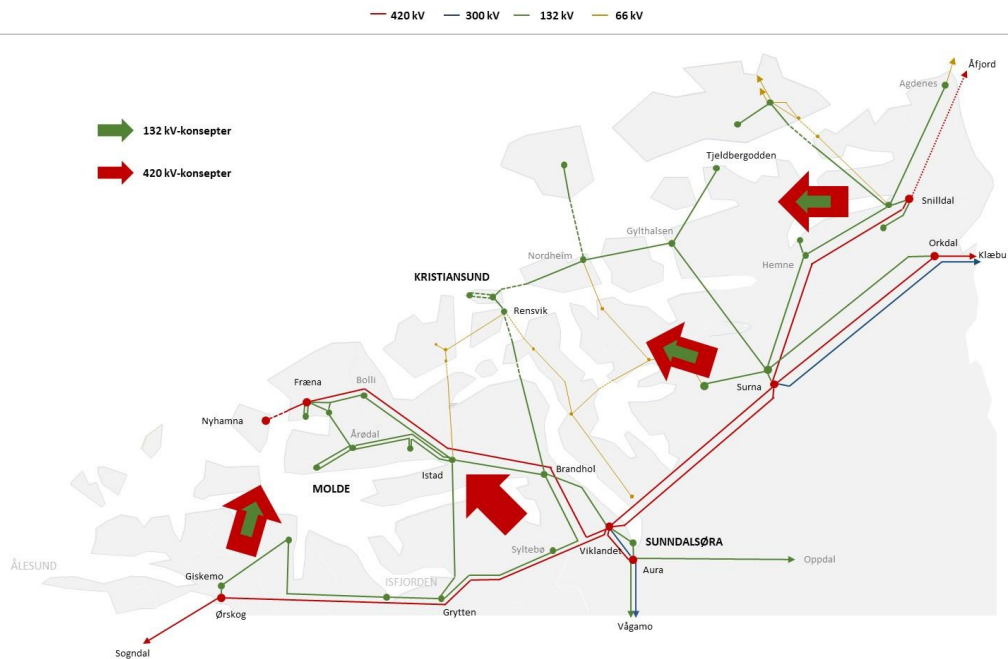 420 kV
300 kV
132 kV
66 kV
Åfjord
Agdenes
132 kV-konsepter
420 kV-konsepter
Tjeldbergodden
Snilldal
Gylthalsen
Orkdal
Nordheim
Hemne
Klæbu
KRISTIANSUND
Rensvik
Fræna
Bolli
Surna
Nyhamna
Årødal
Istad
Brandhol
MOLDE
Syltebø
Viklandet
SUNNDALSØRA
Oppdal
ÅLESUND
Giskemo
ISFJORDEN
Aura
Ørskog
Grytten
Vågamo
Sogndal